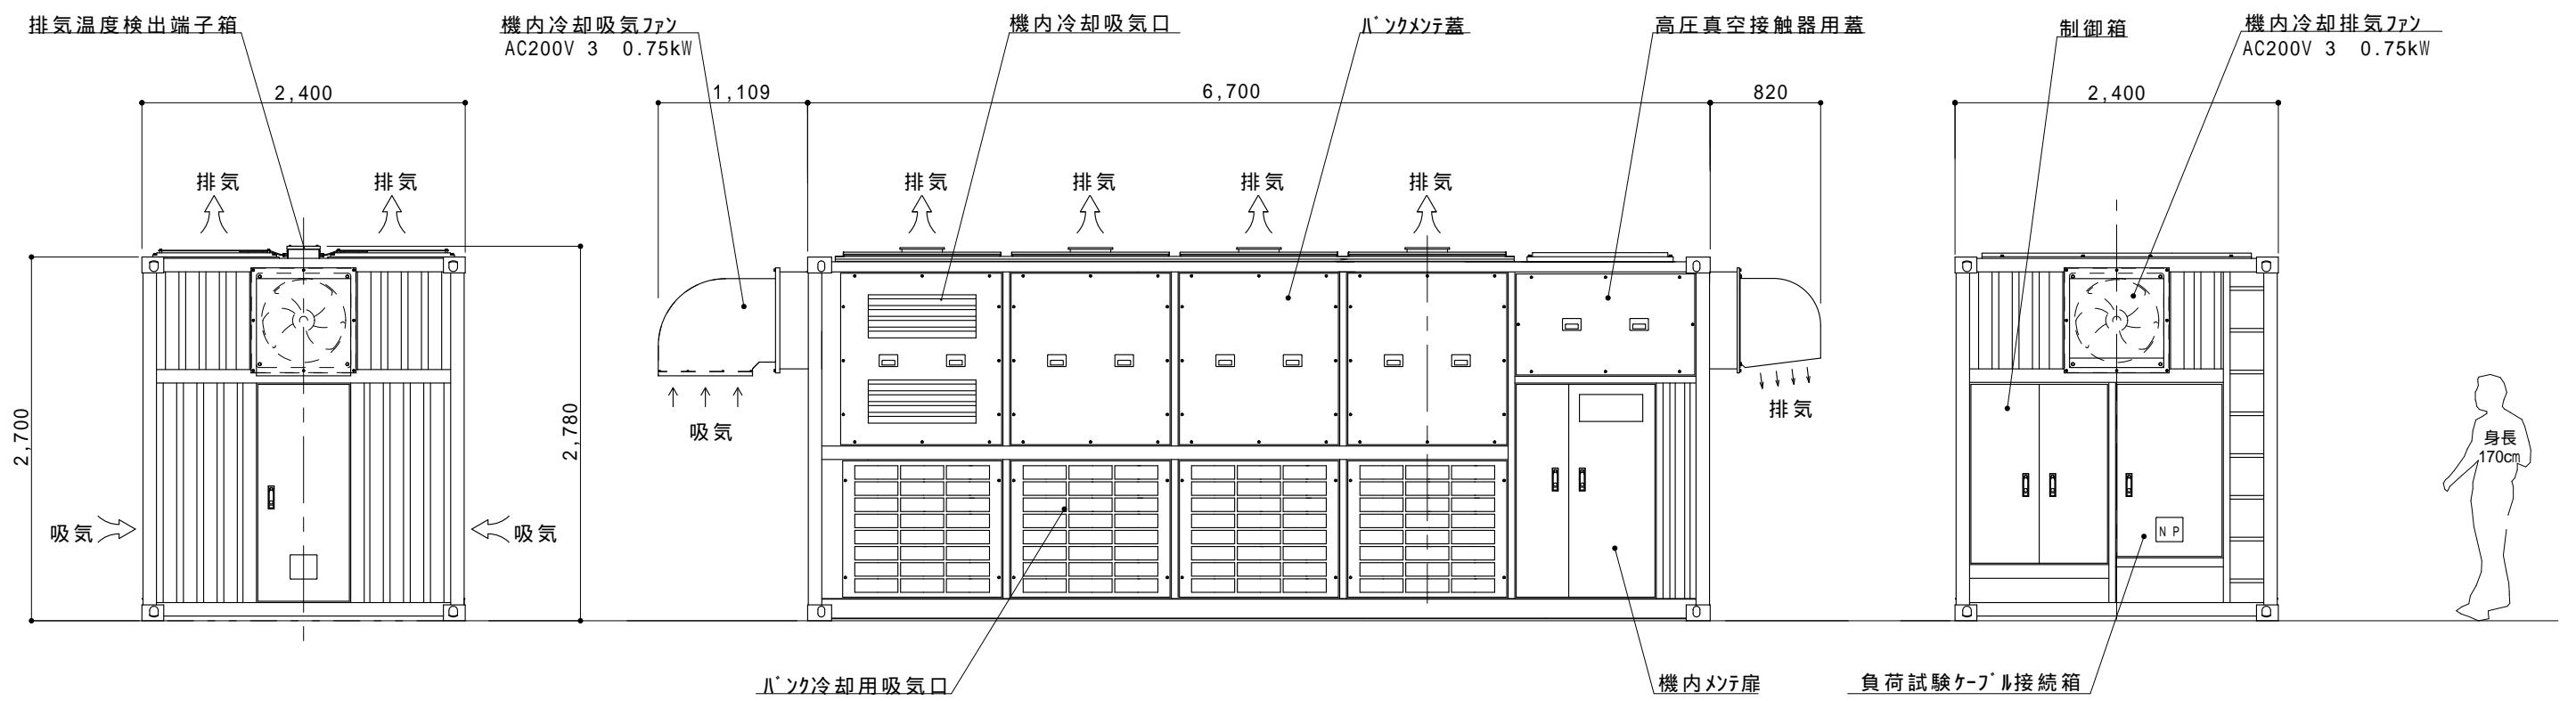 排気温度検出端子箱
機内冷却吸気ファン
AC200V 3 0.75kW
機内冷却吸気口
バンクメンテ蓋
高圧真空接触器用蓋
制御箱
機内冷却排気ファン
AC200V 3 0.75kW
2,400
1,109
6,700
820
2,400
排気
排気
排気
排気
排気
排気
2,700
2,780
吸気
排気
身長
170cm
吸気
吸気
NP
バンク冷却用吸気口
機内メンテ扉
負荷試験ケーブル接続箱